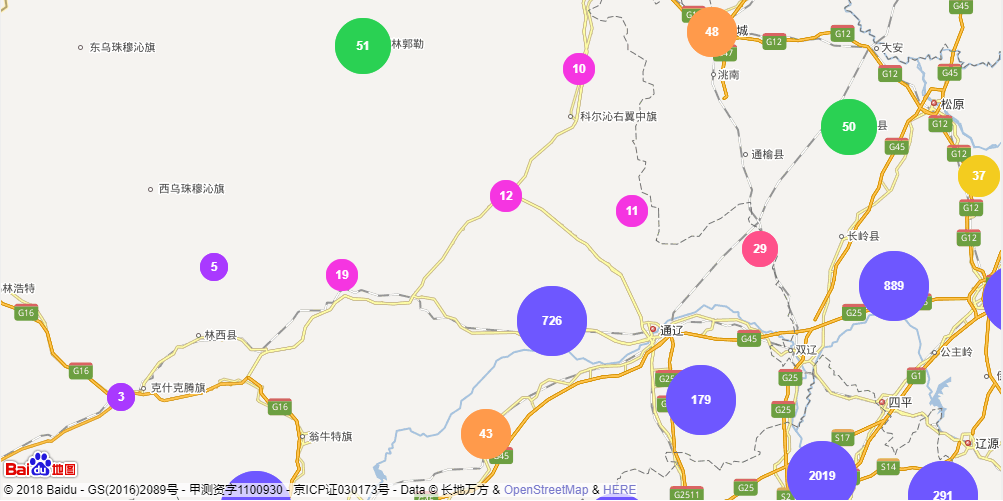 G45
48
城
G12
51
林郭勒
G12
G12
东乌珠穆沁旗
大安
G47
10
洮南
G12
G45
松原
科尔沁右翼中旗
50
县
G12
G45
通榆县
G12
37
西乌珠穆沁旗
12
11
G12
长岭县
G12
29
5
19
889
林浩特
G16
726
G25
G25
通辽
林西县
G45
双辽
公主岭
G16
G25
G25
G1
克什克腾旗
3
179
四平
G16
G25
43
翁牛特旗
S17
辽源
G45
S14
2019
Baidu地图
G2511
291
© 2018 Baidu - GS(2016)2089号 - 甲测资字1100930 - 京ICP证030173号 - Data © 长地万方 & OpenStreetMap & HERE